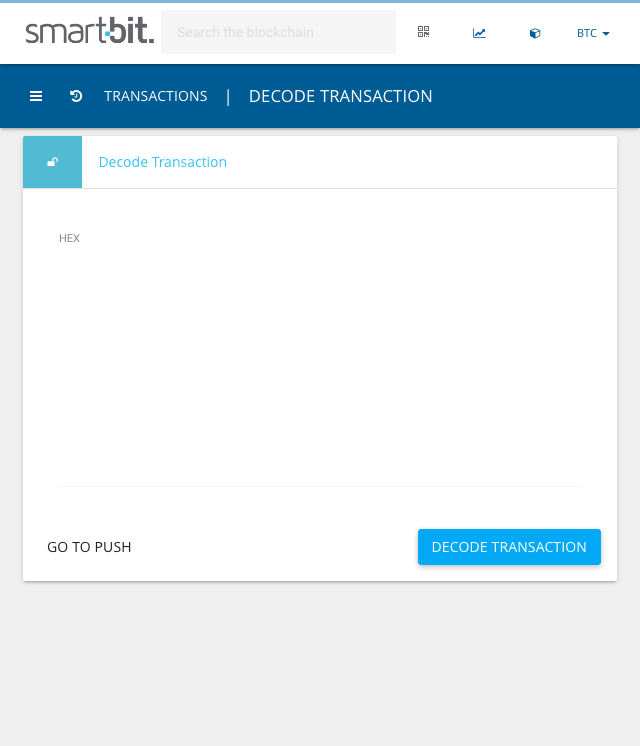 smartbit.
Search the blockchain
BTC
TRANSACTIONS | DECODE TRANSACTION
Decode Transaction
HEX
GO TO PUSH
DECODE TRANSACTION